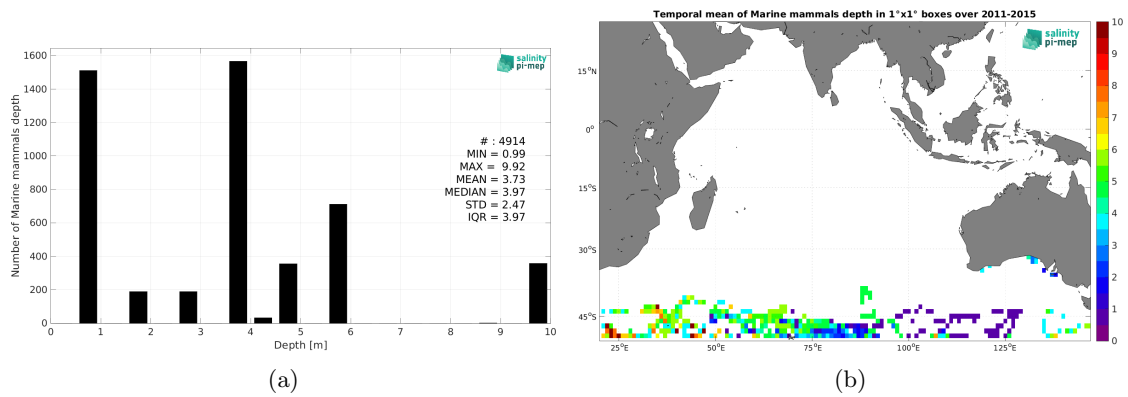 1600
1400
1200
1000
800
600
400
200
0
Number of Marine mammals depth
0 1 2 3 4 5 6 7 8 9 10
Depth [m]
salinity
pi-mep
# : 4914
MIN = 0.99
MAX = 9.92
MEAN = 3.73
MEDIAN = 3.97
STD = 2.47
IQR = 3.97
(a)
Temporal mean of Marine mammals depth in 1°x1° boxes over 2011-2015
salinity
pi-mep
15°N
0°
15°S
30°S
45°S
25°E 50°E 75°E 100°E 125°E
10
9
8
7
6
5
4
3
2
1
0
(b)